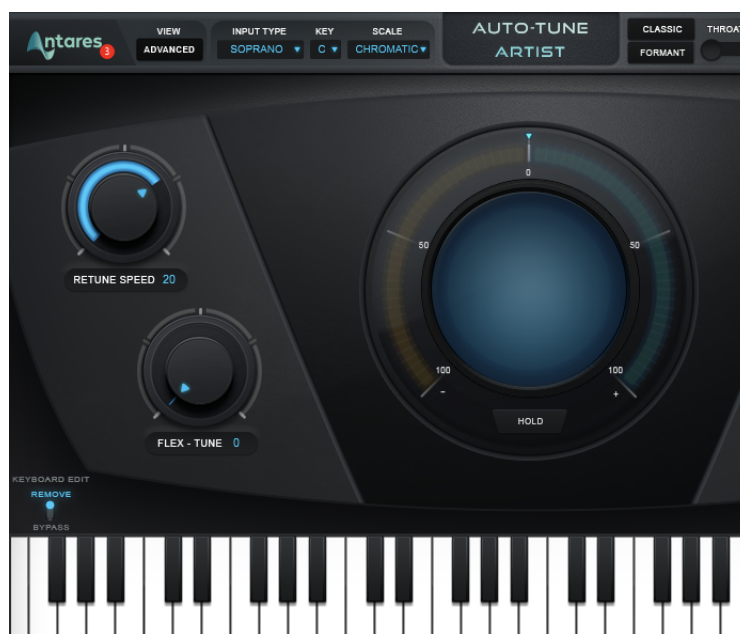 Antares
3
VIEW
ADVANCED
INPUT TYPE
SOPRANO
KEY
C
SCALE
CHROMATIC
AUTO-TUNE
ARTIST
CLASSIC
FORMANT
THROAT
RETUNE SPEED 20
FLEX - TUNE 0
0
50
50
100
100
-
+
HOLD
KEYBOARD EDIT
REMOVE
BYPASS